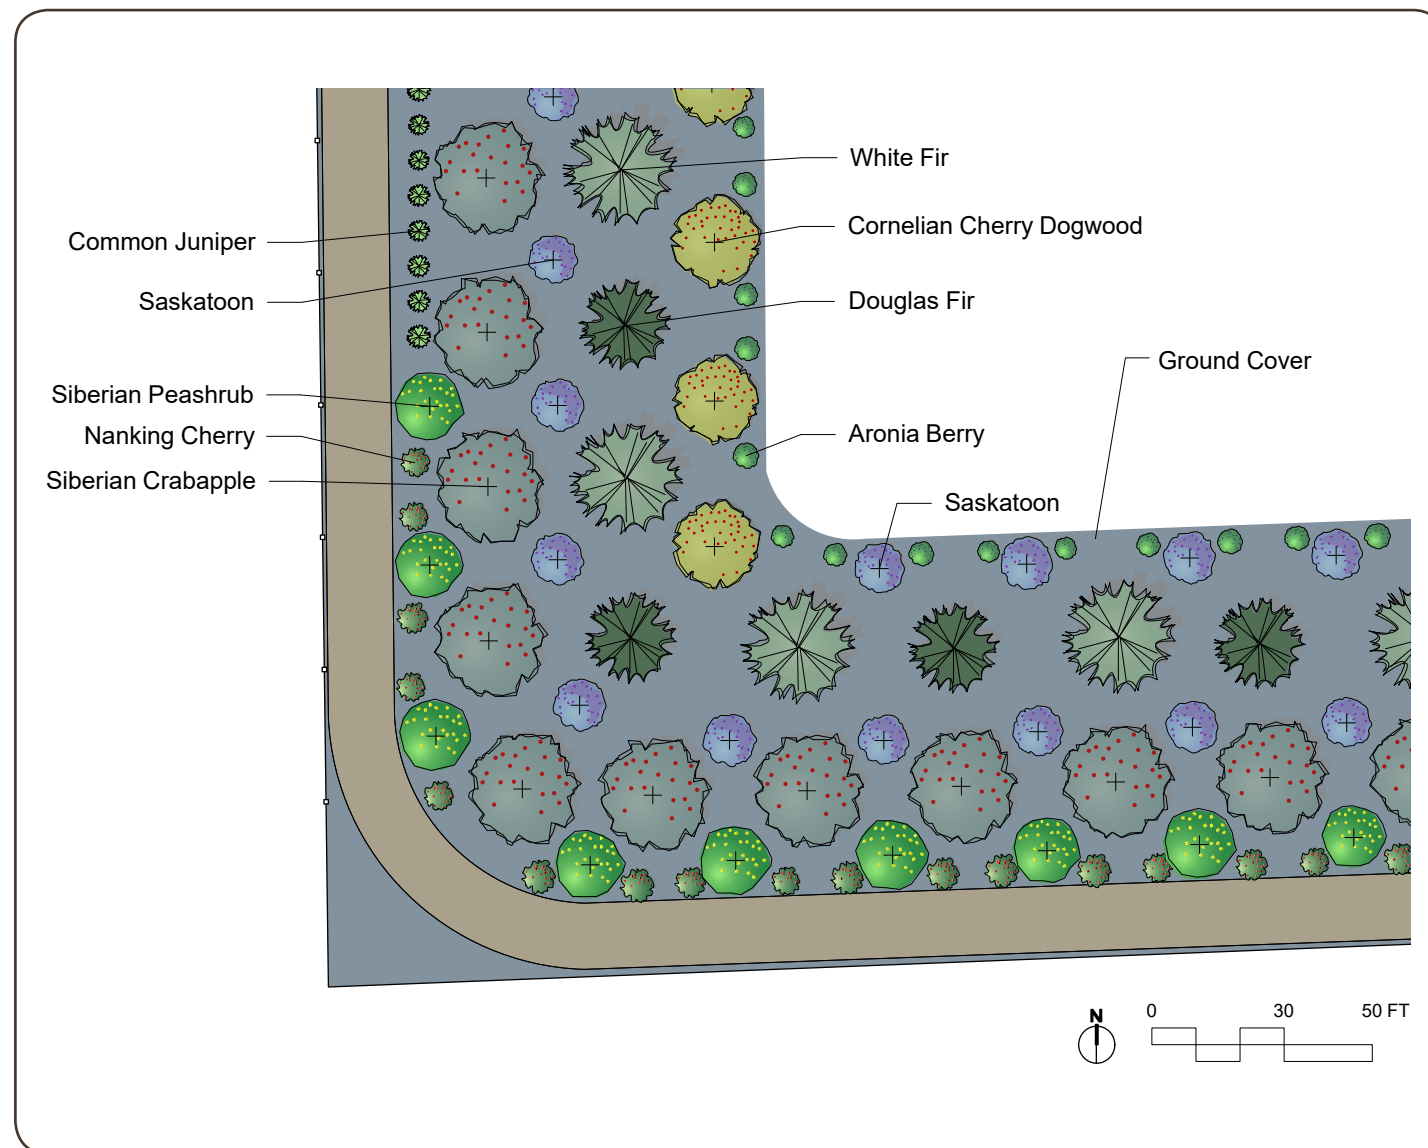 White Fir
Common Juniper
Cornelian Cherry Dogwood
Saskatoon
Douglas Fir
Ground Cover
Siberian Peashrub
Nanking Cherry
Aronia Berry
Siberian Crabapple
Saskatoon
N
0 30 50 FT